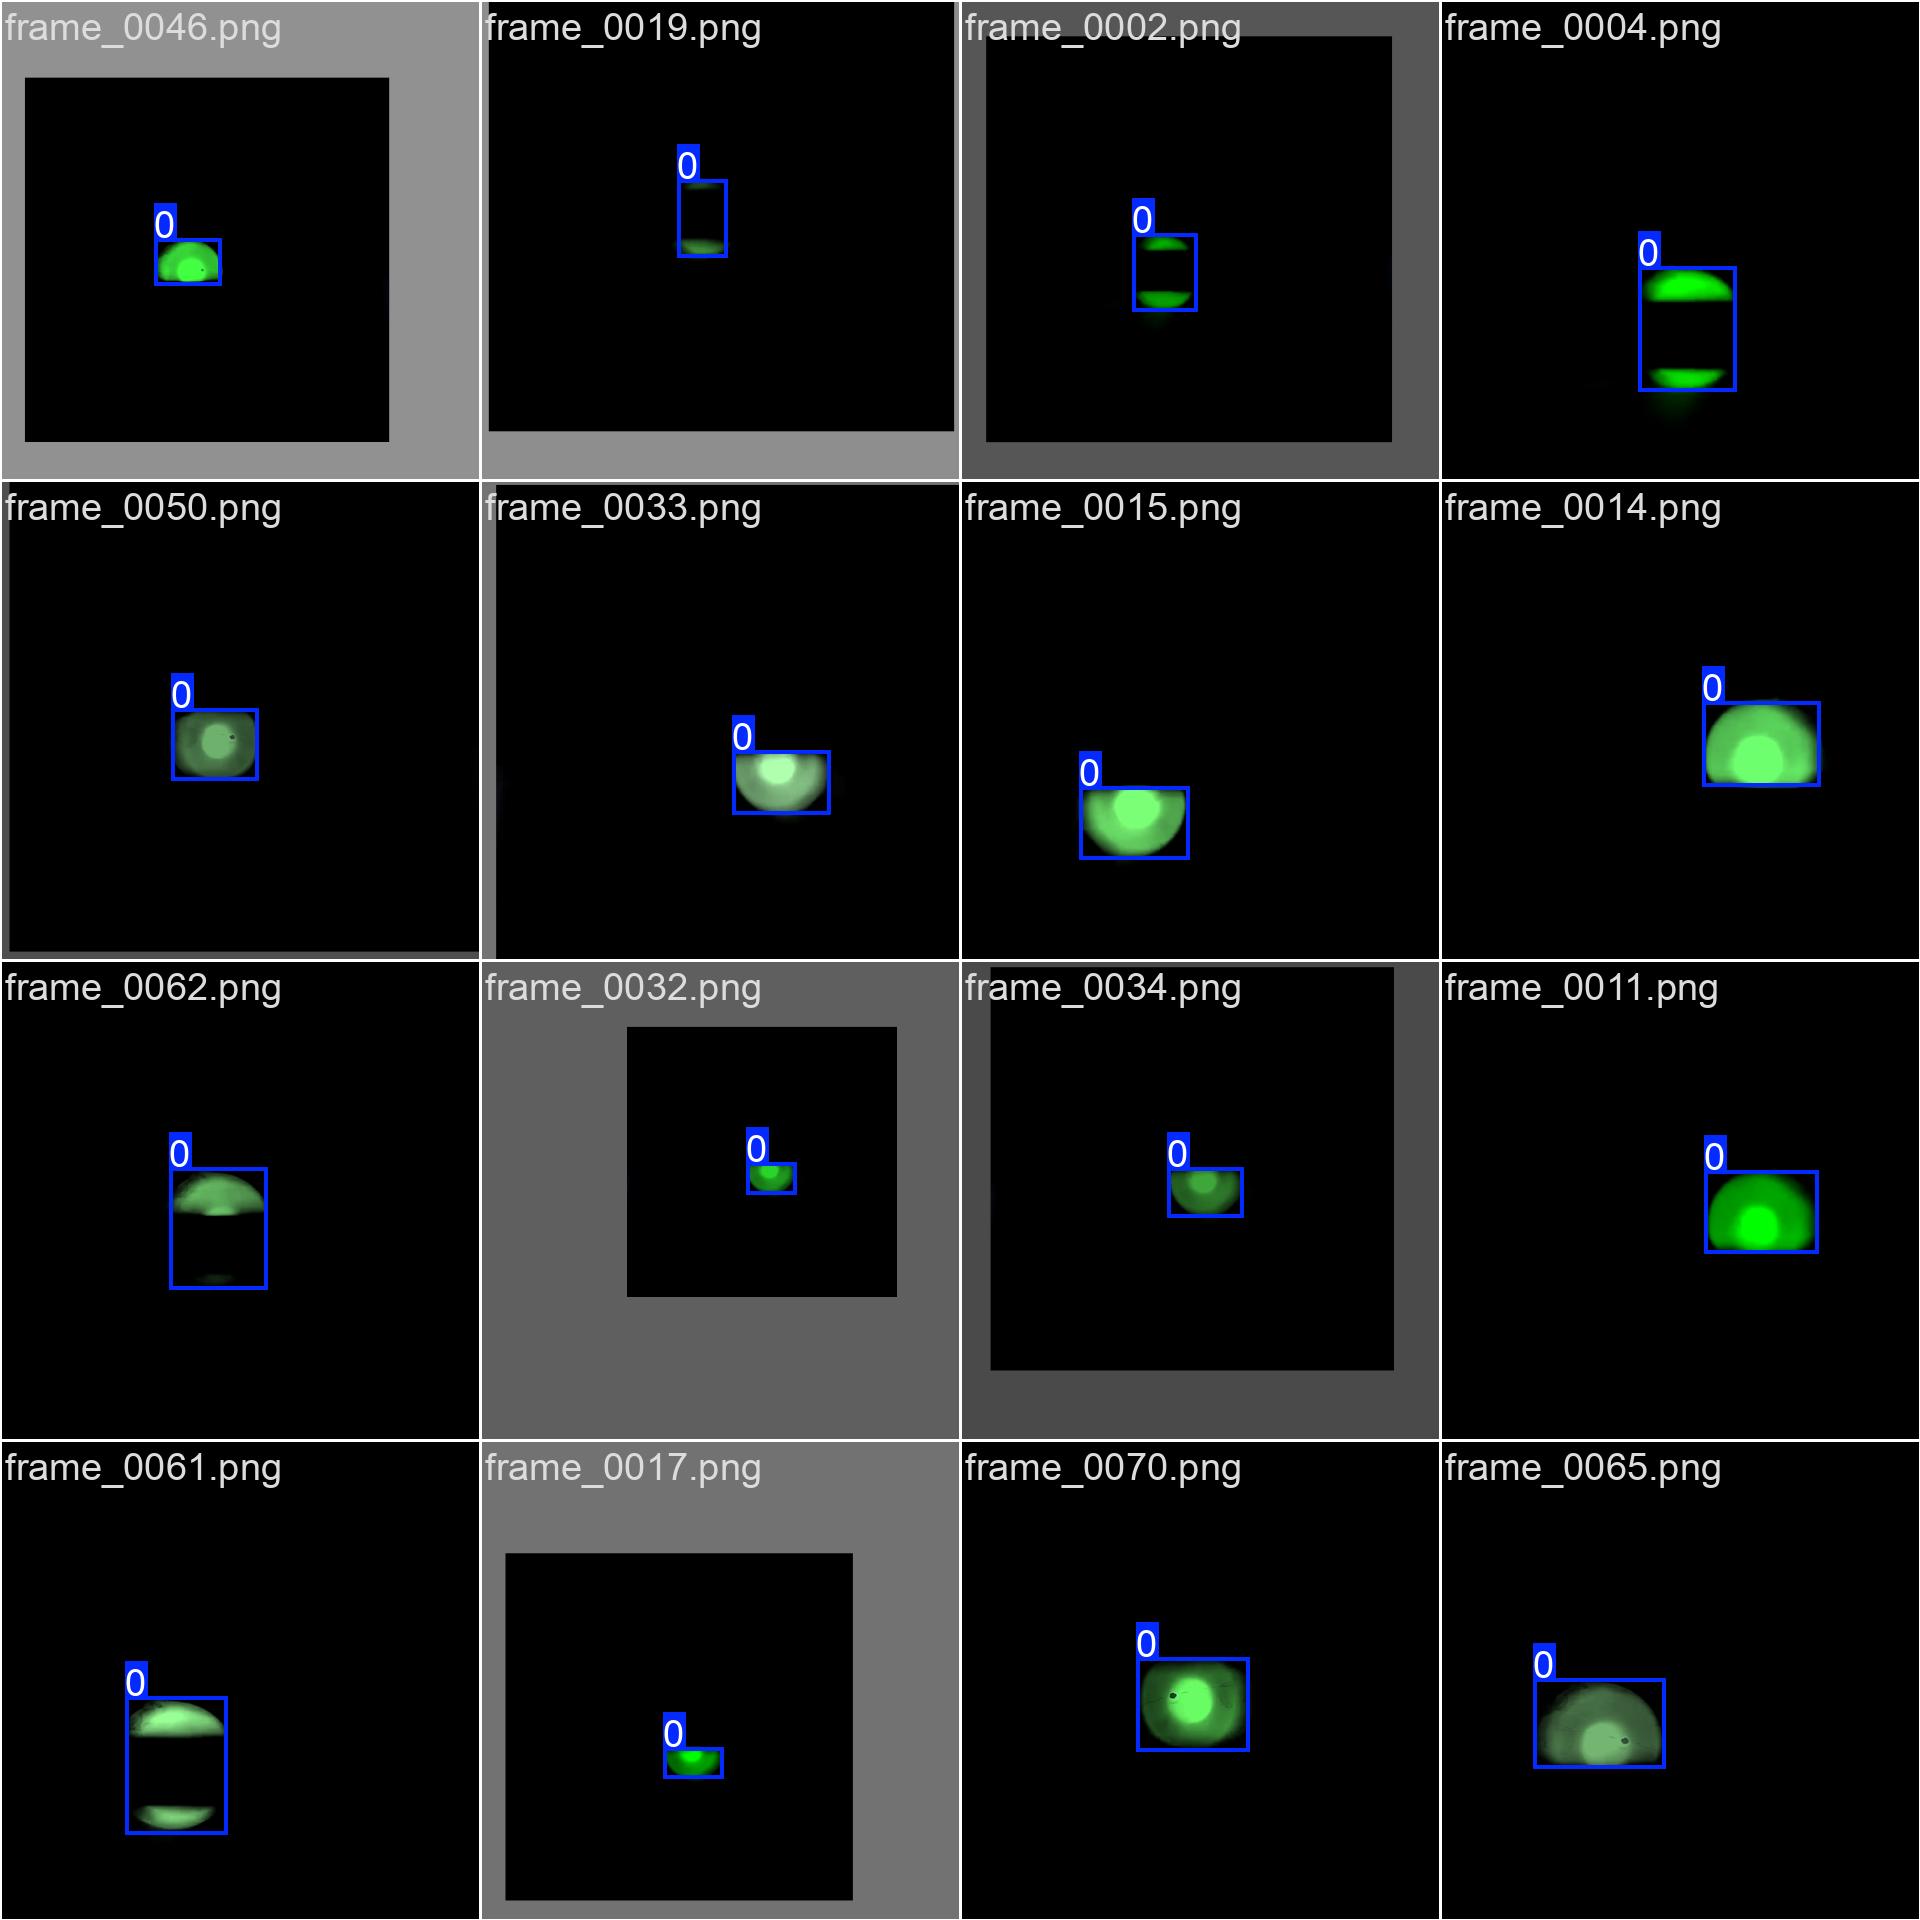 frame_0046.png
frame_0019.png
frame_0002.png
frame_0004.png
0
0
0
0
frame_0050.png
frame_0033.png
frame_0015.png
frame_0014.png
0
0
0
0
frame_0062.png
frame_0032.png
frame_0034.png
frame_0011.png
0
0
0
0
frame_0061.png
frame_0017.png
frame_0070.png
frame_0065.png
0
0
0
0